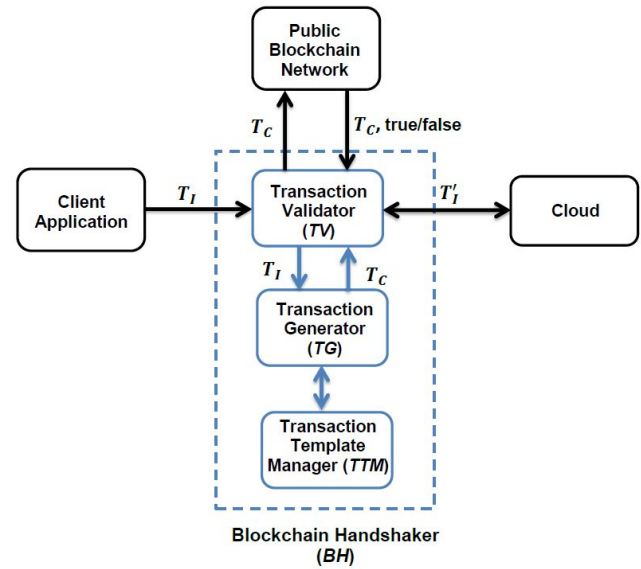 Public
Blockchain
Network
T_C
T_C, true/false
Client
Application
T_I
Transaction
Validator
(TV)
T'_I
Cloud
T_I
T_C
Transaction
Generator
(TG)
Transaction
Template
Manager (TTM)
Blockchain Handshaker
(BH)